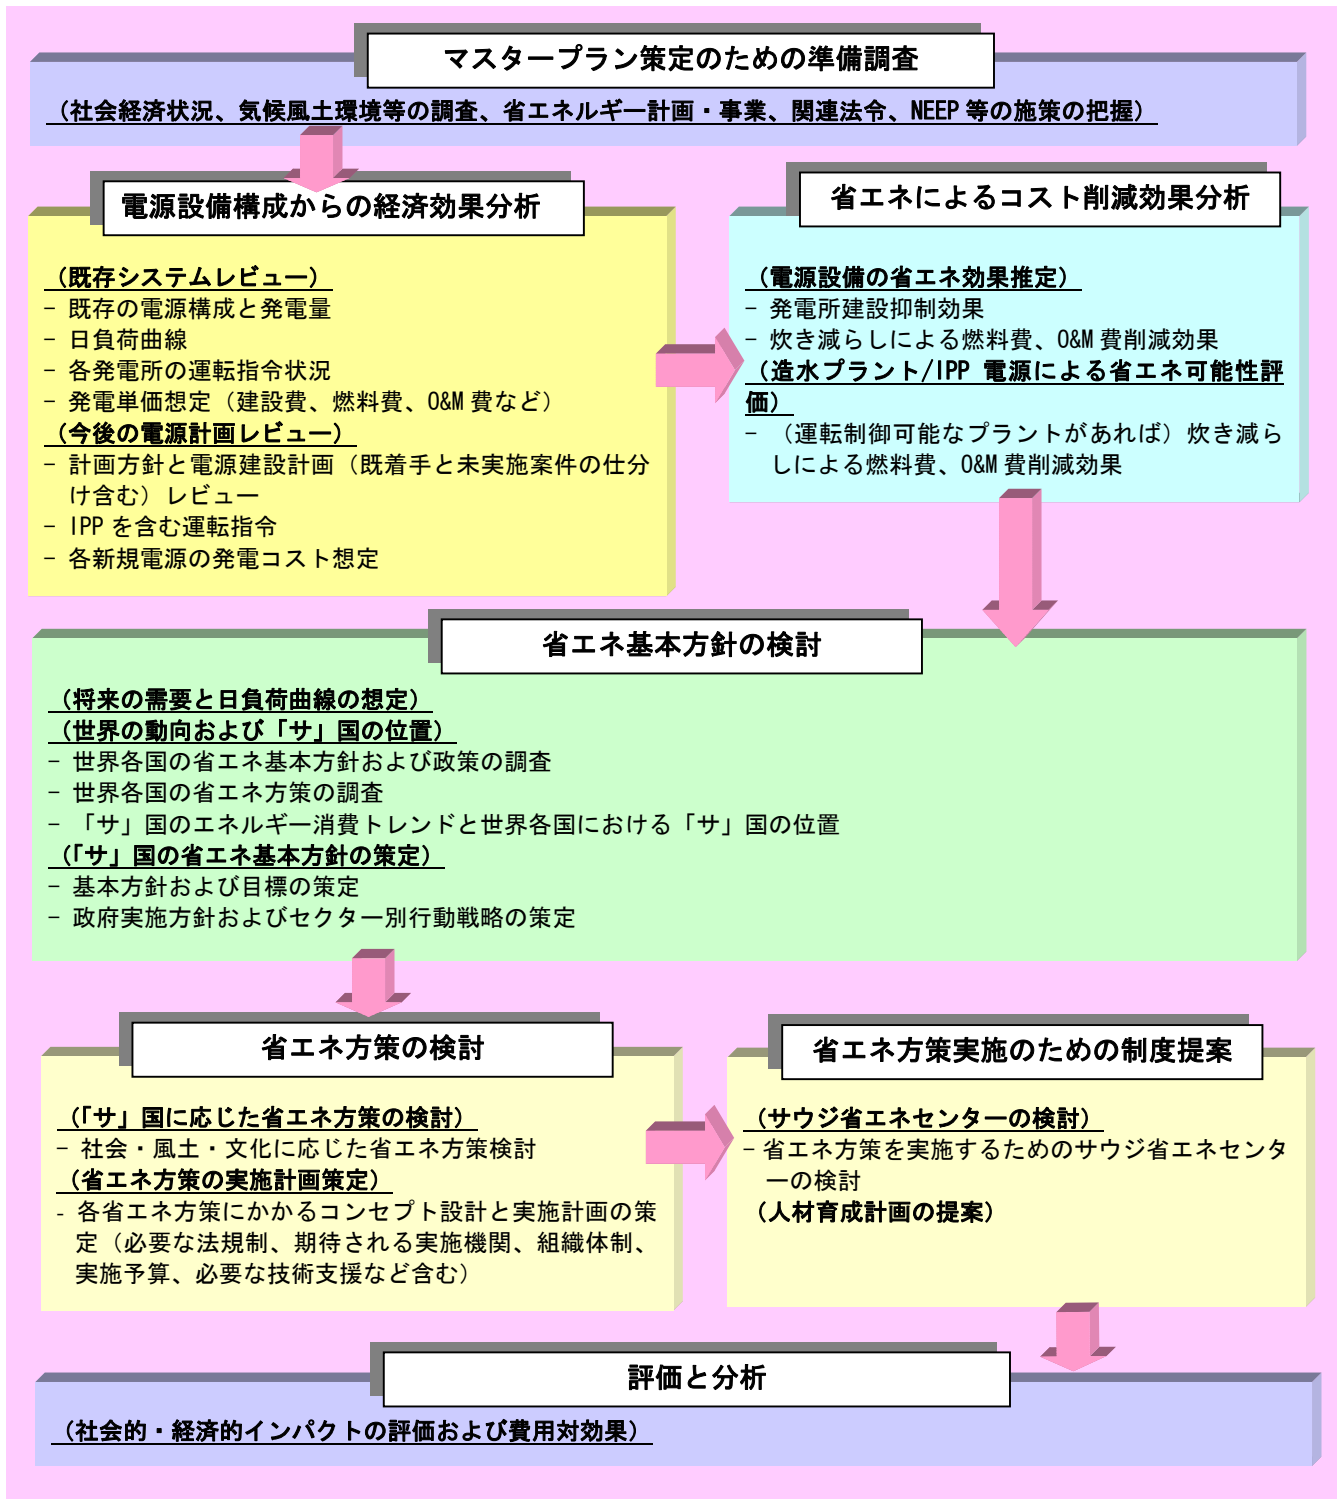 マスタープラン策定のための準備調査
（社会経済状況、気候風土環境等の調査、省エネルギー計画・事業、関連法令、NEEP 等の施策の把握）
電源設備構成からの経済効果分析
（既存システムレビュー）
- 既存の電源構成と発電量
- 日負荷曲線
- 各発電所の運転指令状況
- 発電単価想定（建設費、燃料費、O&M 費など）
（今後の電源計画レビュー）
- 計画方針と電源建設計画（既着手と未実施案件の仕分
け含む）レビュー
- IPP を含む運転指令
- 各新規電源の発電コスト想定
省エネによるコスト削減効果分析
（電源設備の省エネ効果推定）
- 発電所建設抑制効果
- 炊き減らしによる燃料費、O&M 費削減効果
（造水プラント/IPP 電源による省エネ可能性評
価）
- （運転制御可能なプラントがあれば）炊き減ら
しによる燃料費、O&M 費削減効果
省エネ基本方針の検討
（将来の需要と日負荷曲線の想定）
（世界の動向および「サ」国の位置）
- 世界各国の省エネ基本方針および政策の調査
- 世界各国の省エネ方策の調査
- 「サ」国のエネルギー消費トレンドと世界各国における「サ」国の位置
（「サ」国の省エネ基本方針の策定）
- 基本方針および目標の策定
- 政府実施方針およびセクター別行動戦略の策定
省エネ方策の検討
（「サ」国に応じた省エネ方策の検討）
- 社会・風土・文化に応じた省エネ方策検討
（省エネ方策の実施計画策定）
- 各省エネ方策にかかるコンセプト設計と実施計画の策
定（必要な法規制、期待される実施機関、組織体制、
実施予算、必要な技術支援など含む）
省エネ方策実施のための制度提案
（サウジ省エネセンターの検討）
- 省エネ方策を実施するためのサウジ省エネセンタ
ーの検討
（人材育成計画の提案）
評価と分析
（社会的・経済的インパクトの評価および費用対効果）